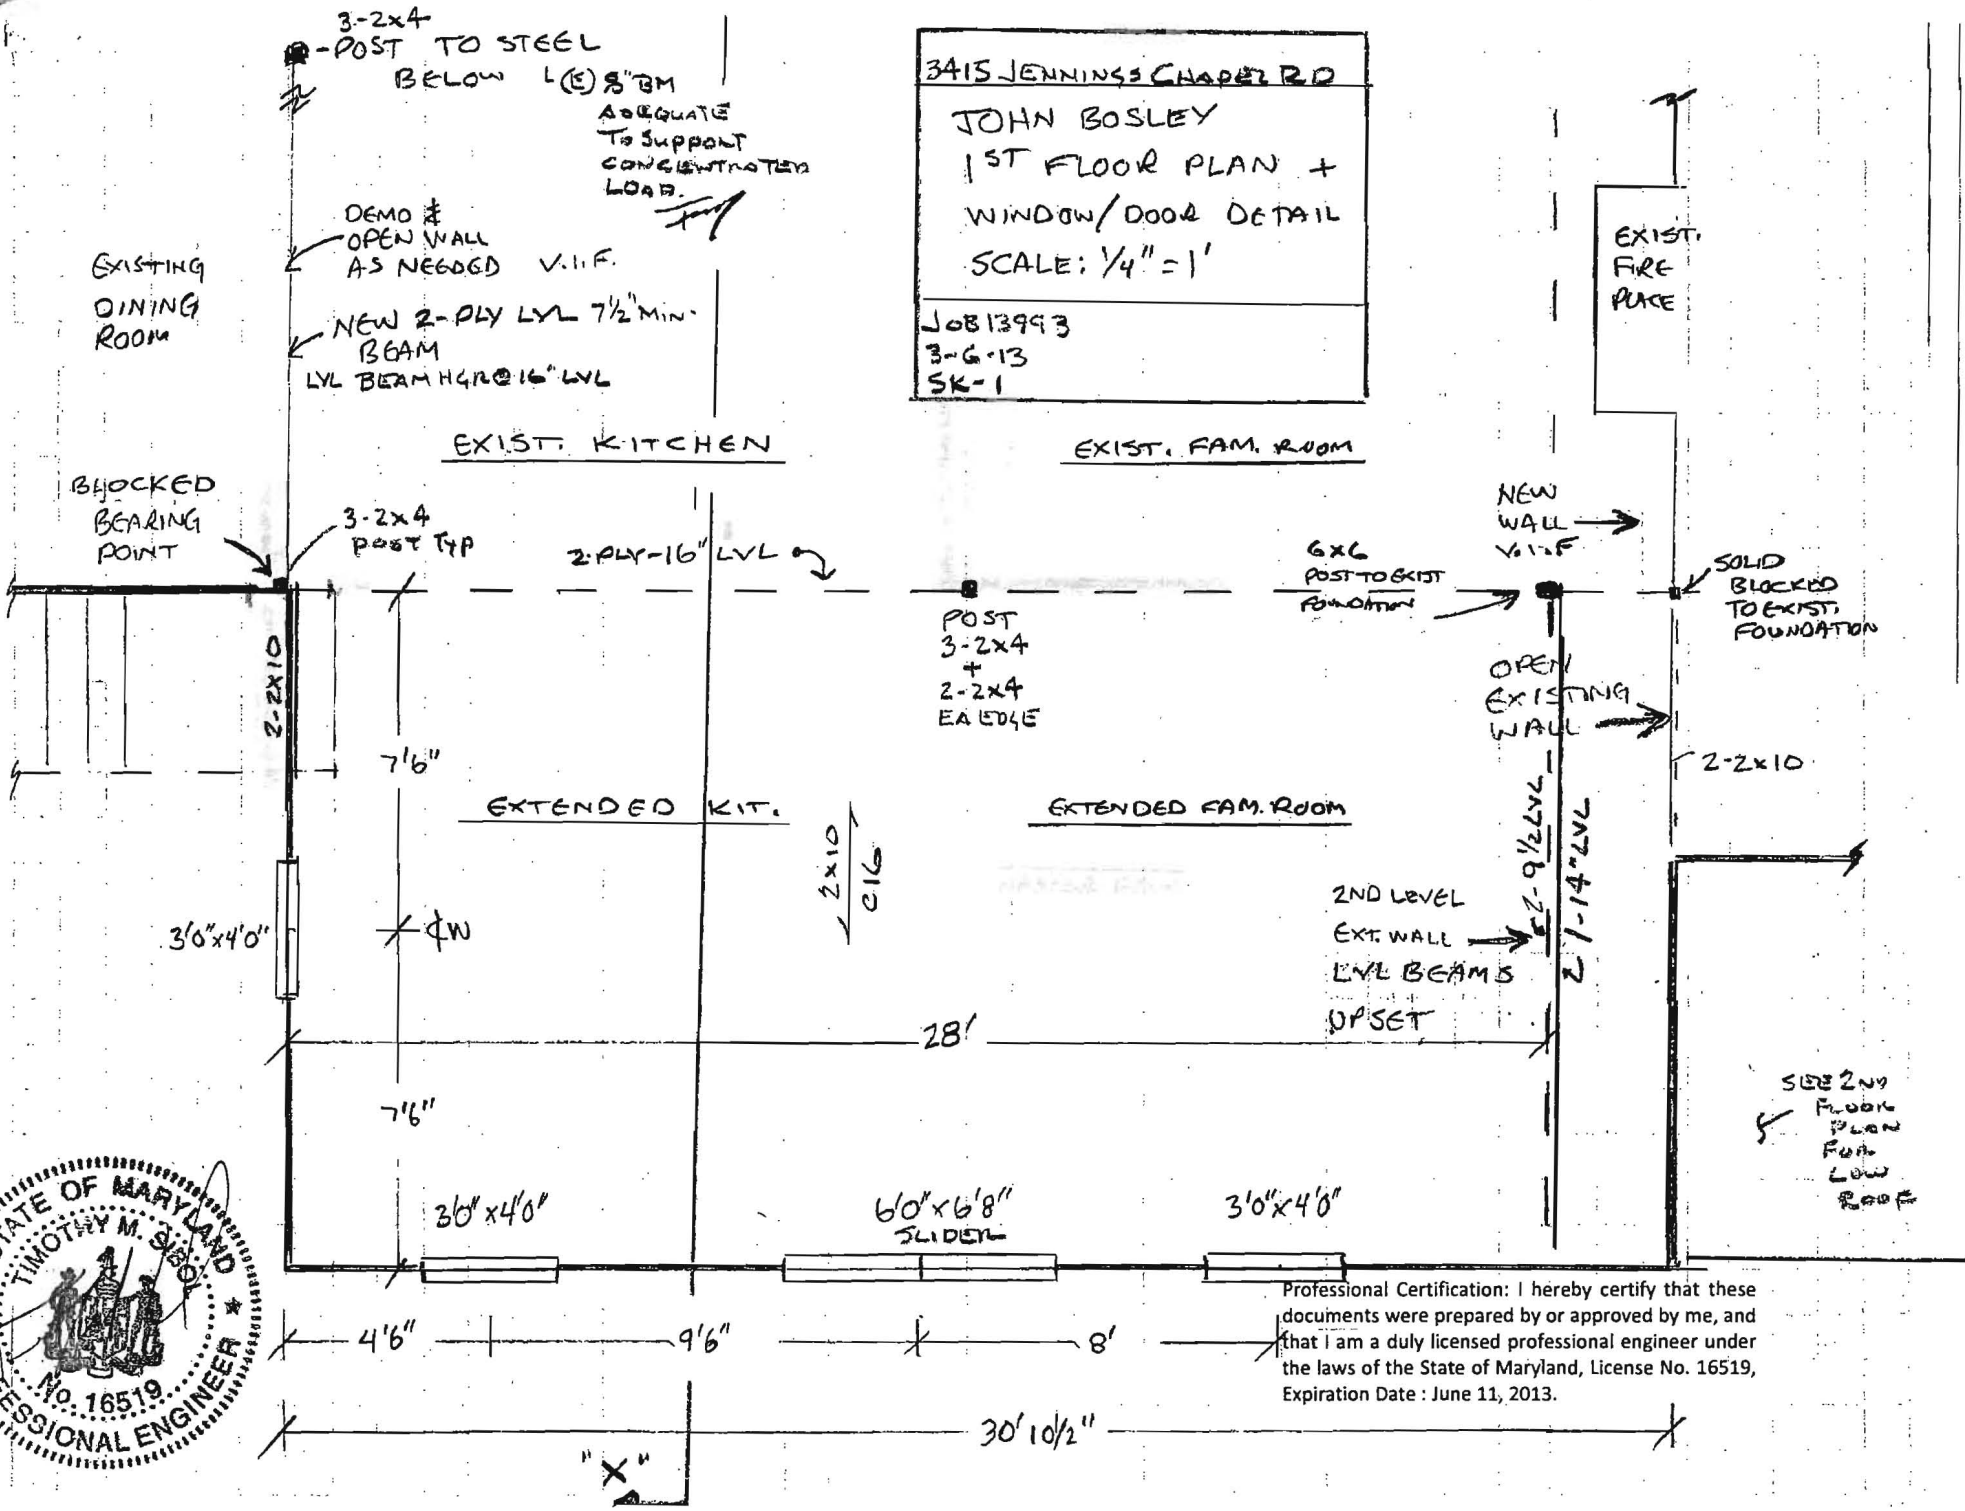 3-2x4
POST TO STEEL
BELOW
(E) 8" BM
ADEQUATE
TO SUPPORT
CONCENTRATED
LOAD.
3415 JENNINGS CHAPEL RD
JOHN BOSLEY
1ST FLOOR PLAN +
WINDOW/DOOR DETAIL
SCALE: 1/4" = 1'
JOB 13993
3-6-13
SK-1
DEMO &
OPEN WALL
AS NEEDED V.I.F.
EXISTING
DINING
ROOM
NEW 2-PLY LVL 7 1/2" MIN.
BEAM
LVL BEAM HGR @ 16" LVL
EXIST.
FIRE
PLACE
EXIST. KITCHEN
EXIST. FAM. ROOM
BLOCKED
BEARING
POINT
3-2x4
POST TYP
2-PLY-16" LVL
6x6
POST TO EXIST
FOUNDATION
NEW
WALL
V.I.F
SOLID
BLOCKED
TO EXIST.
FOUNDATION
POST
3-2x4
+
2-2x4
EA EDGE
2-2x10
OPEN
EXISTING
WALL
2-2x10
7'6"
EXTENDED KIT.
EXTENDED FAM. ROOM
2x10
@16
2-9 1/2 LVL
2 1-14" LVL
3'0"x4'0"
℄W
2ND LEVEL
EXT. WALL
LVL BEAMS
UPSET
28'
7'6"
SEE 2ND
FLOOR
PLAN
FOR
LOW
ROOF
3'0"x4'0"
6'0"x6'8"
SLIDER
3'0"x4'0"
4'6"
9'6"
8'
30' 10 1/2"
"X"
STATE OF MARYLAND
TIMOTHY M.
No. 16519
PROFESSIONAL ENGINEER
Professional Certification: I hereby certify that these
documents were prepared by or approved by me, and
that I am a duly licensed professional engineer under
the laws of the State of Maryland, License No. 16519,
Expiration Date : June 11, 2013.